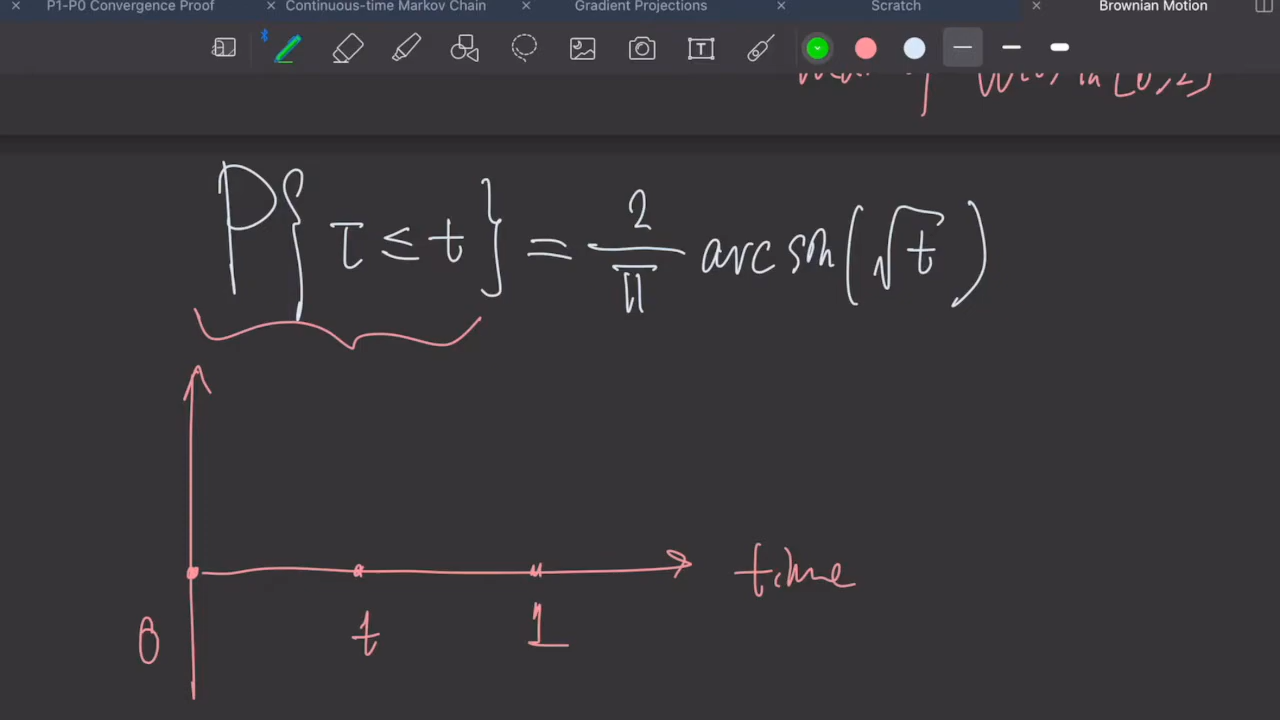 P1-P0 Convergence Proof
Continuous-time Markov Chain
Gradient Projections
Scratch
Brownian Motion
P{ τ ≤ t } = 2/π arcsin(√t)
time
0
t
1